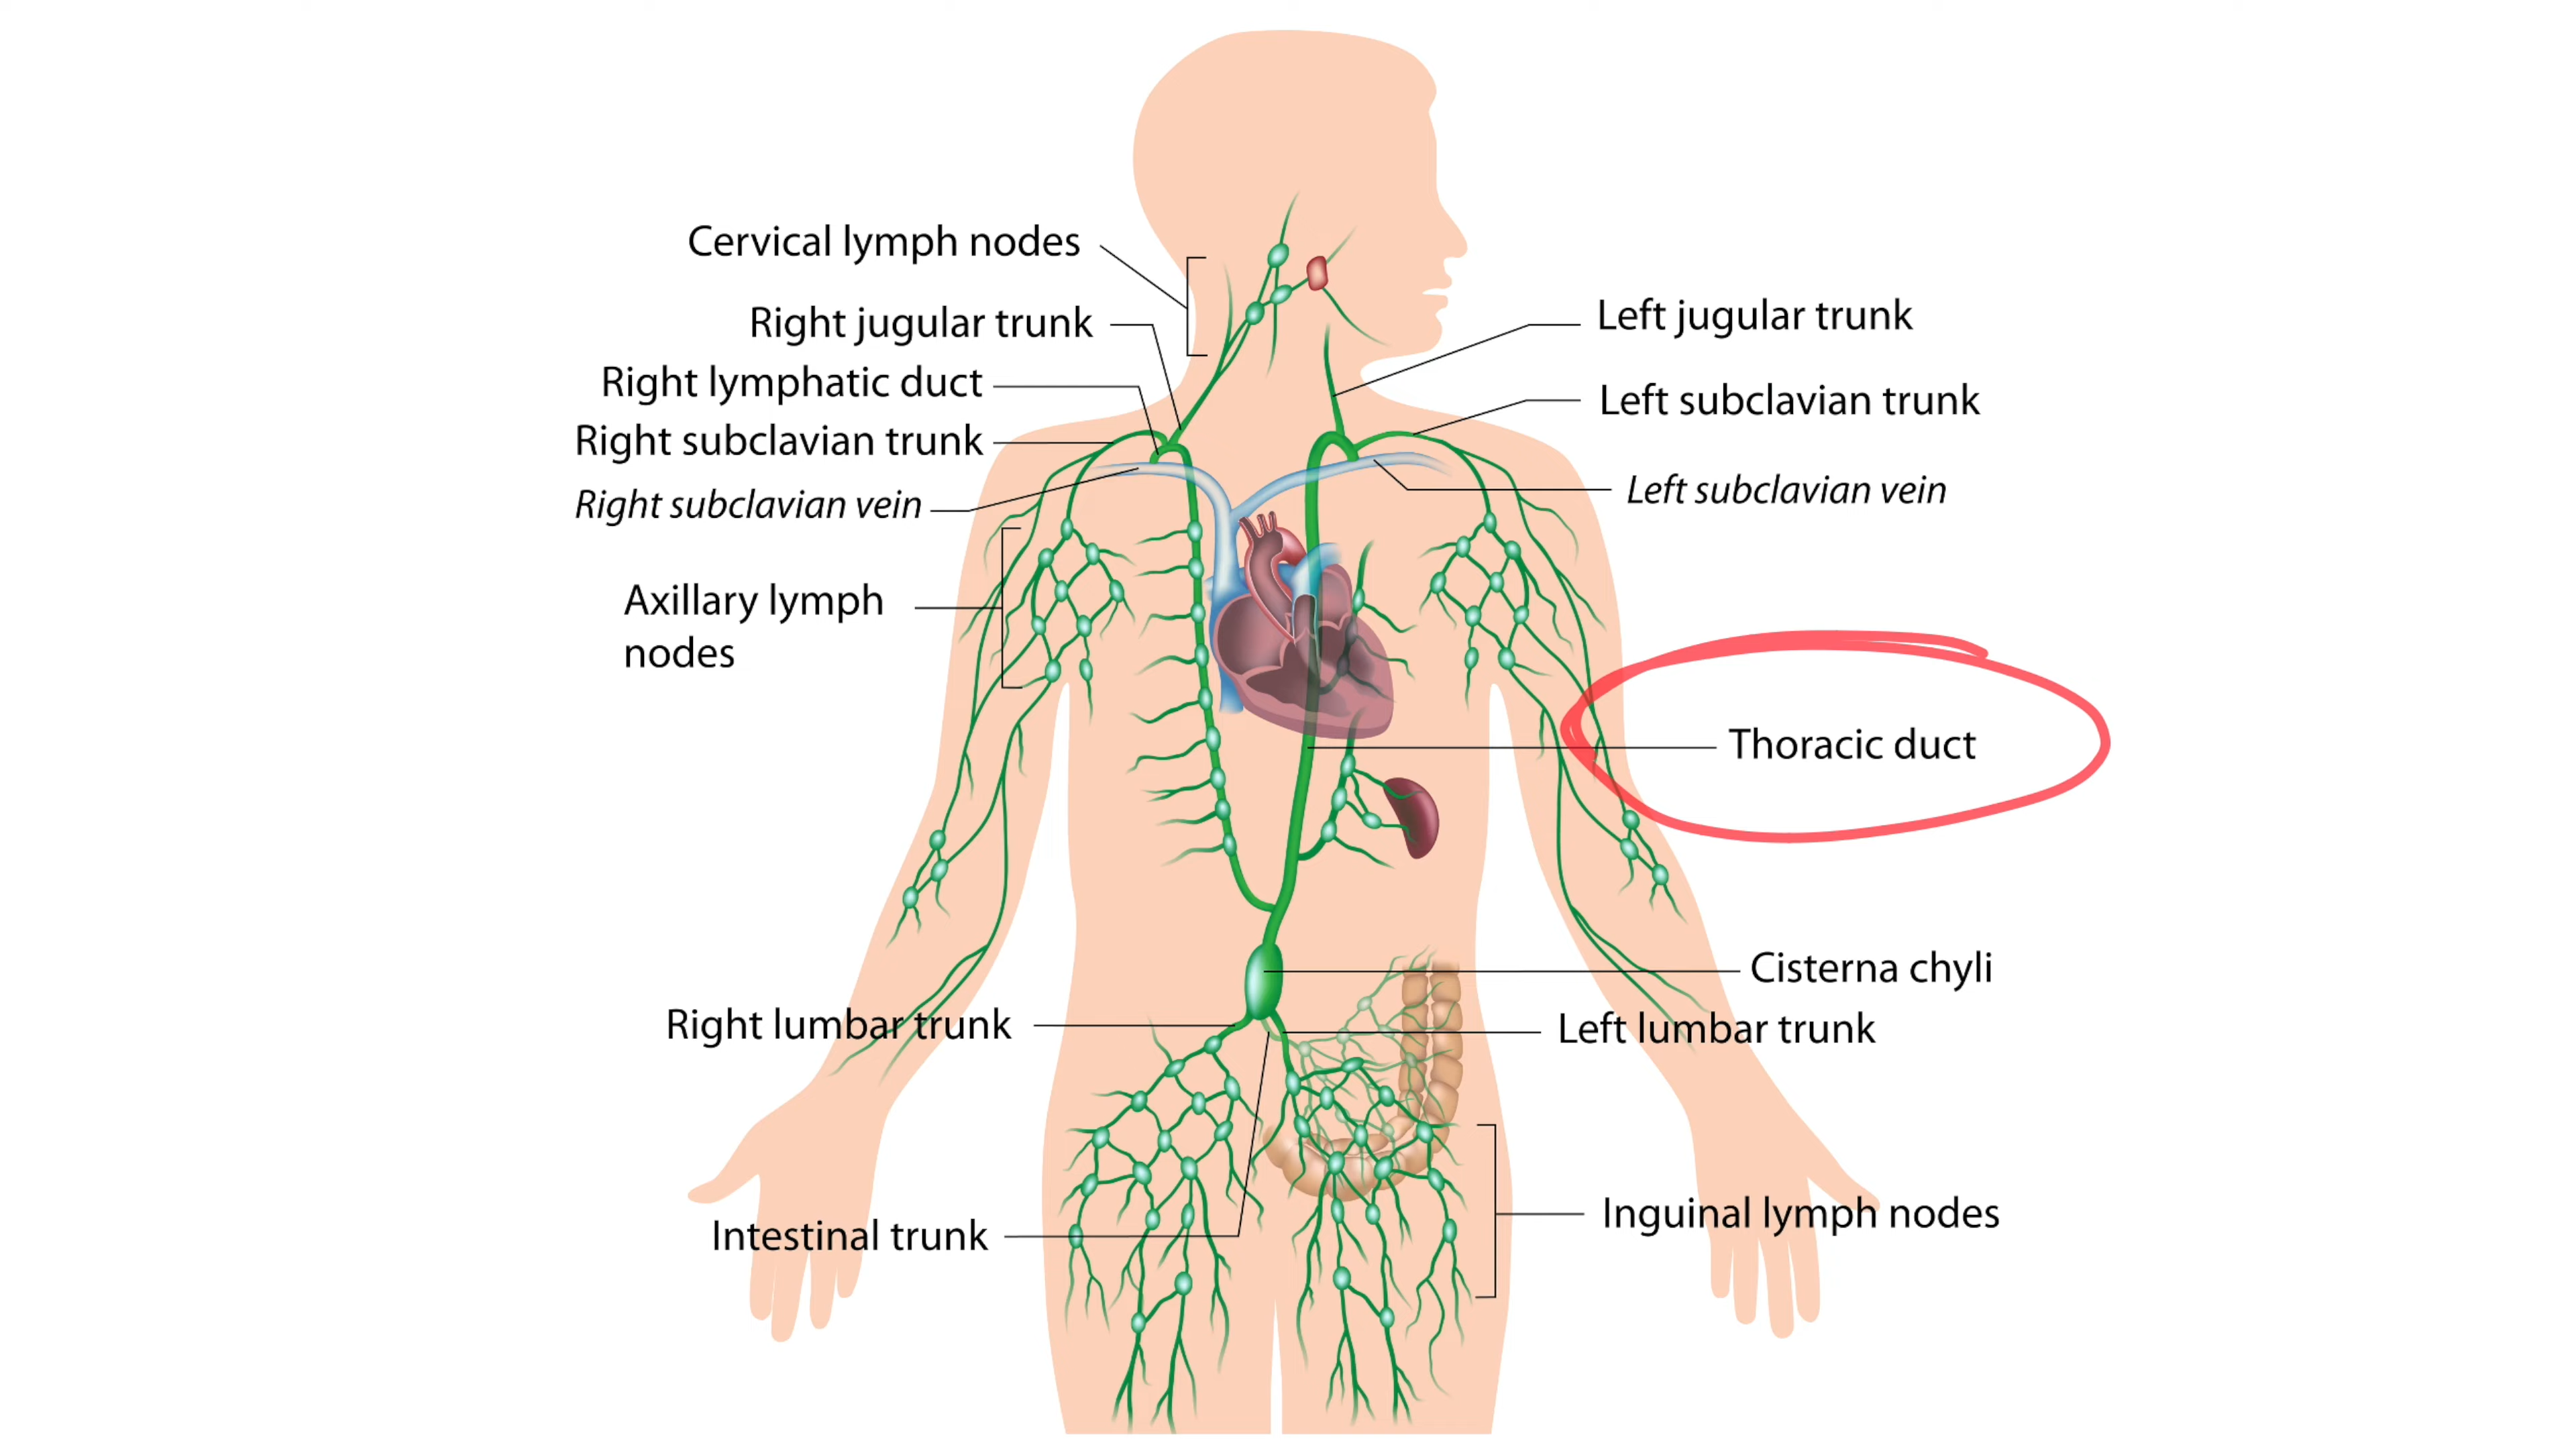 Cervical lymph nodes
Right jugular trunk
Right lymphatic duct
Right subclavian trunk
Right subclavian vein
Axillary lymph
nodes
Right lumbar trunk
Intestinal trunk
Left jugular trunk
Left subclavian trunk
Left subclavian vein
Thoracic duct
Cisterna chyli
Left lumbar trunk
Inguinal lymph nodes